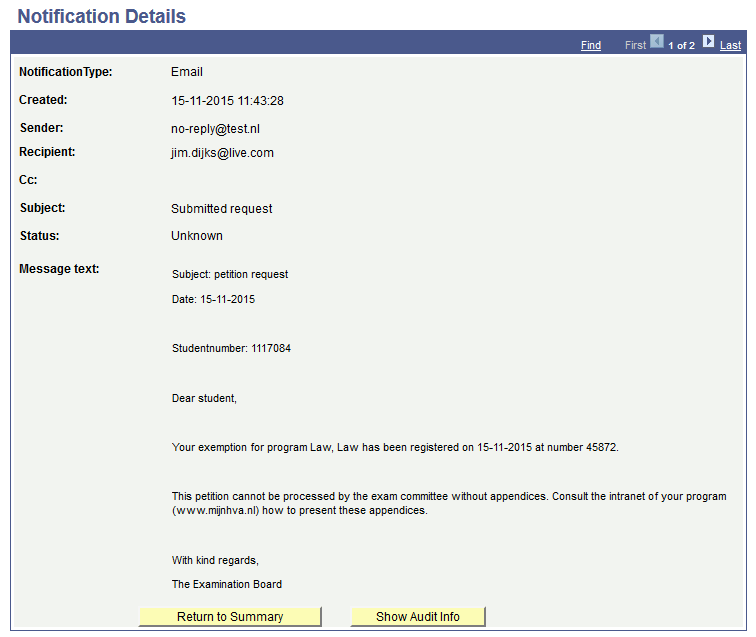 Notification Details
Find First 1 of 2 Last
NotificationType: Email
Created: 15-11-2015 11:43:28
Sender: no-reply@test.nl
Recipient: jim.dijks@live.com
Cc:
Subject: Submitted request
Status: Unknown
Message text: Subject: petition request
Date: 15-11-2015
Studentnumber: 1117084
Dear student,
Your exemption for program Law, Law has been registered on 15-11-2015 at number 45872.
This petition cannot be processed by the exam committee without appendices. Consult the intranet of your program
(www.mijnhva.nl) how to present these appendices.
With kind regards,
The Examination Board
Return to Summary Show Audit Info